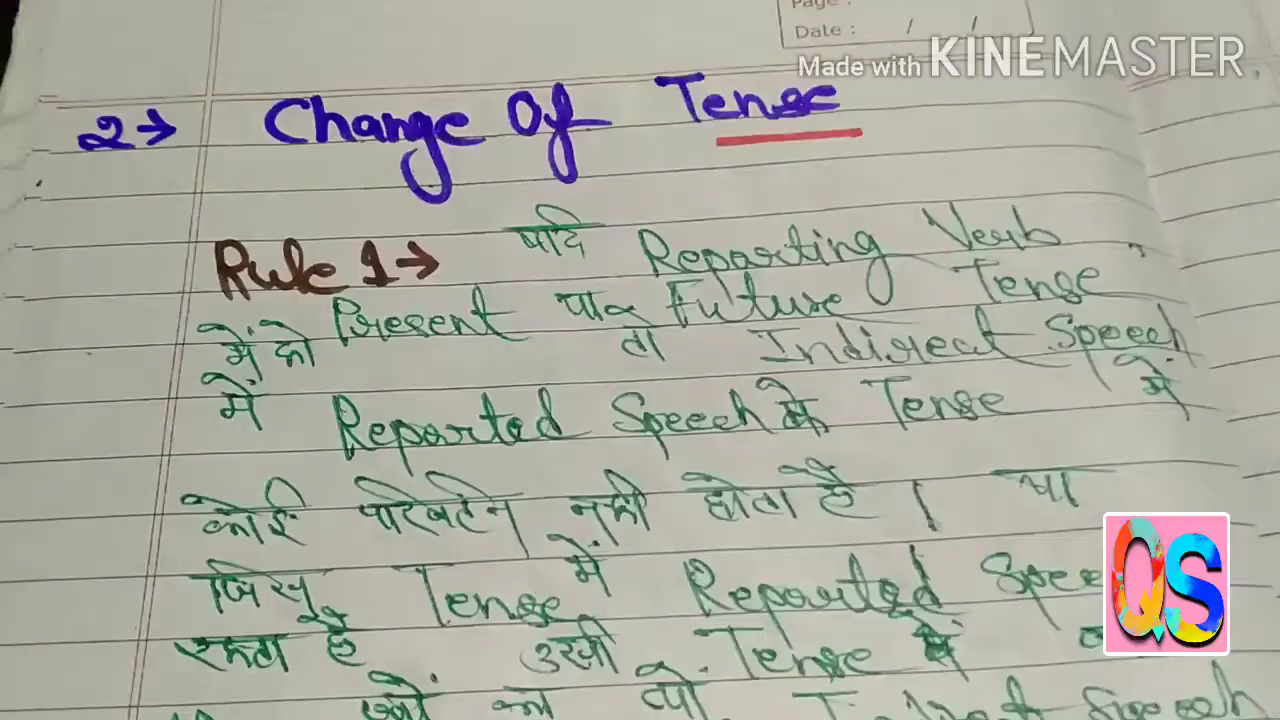 Page :
Date : / /
Made with KINEMASTER
2→ Change Of Tense
Rule 1→ यदि Reporting Verb
Present या Future Tense
में हो तो Indirect Speech
में Reported Speech के Tense में
कोई परिवर्तन नहीं होता है । या
जिस Tense में Reported Spee
रहता है उसी Tense में
QS
ज्यों का त्यों Speech